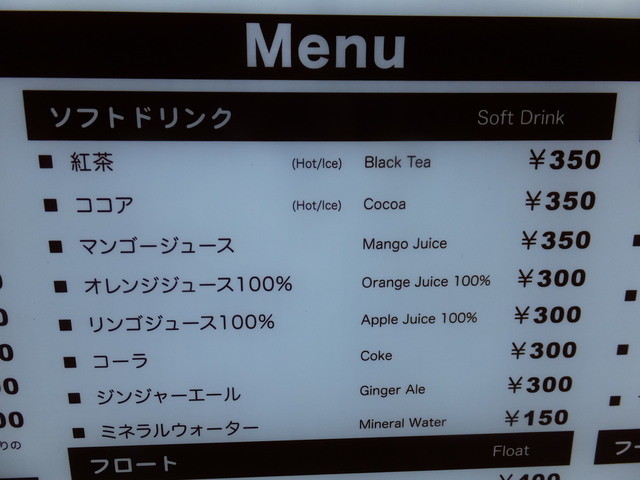 Menu
ソフトドリンク Soft Drink
■ 紅茶 (Hot/Ice) Black Tea ¥350
■ ココア (Hot/Ice) Cocoa ¥350
■ マンゴージュース Mango Juice ¥350
■ オレンジジュース100% Orange Juice 100% ¥300
■ リンゴジュース100% Apple Juice 100% ¥300
■ コーラ Coke ¥300
■ ジンジャーエール Ginger Ale ¥300
■ ミネラルウォーター Mineral Water ¥150
フロート Float